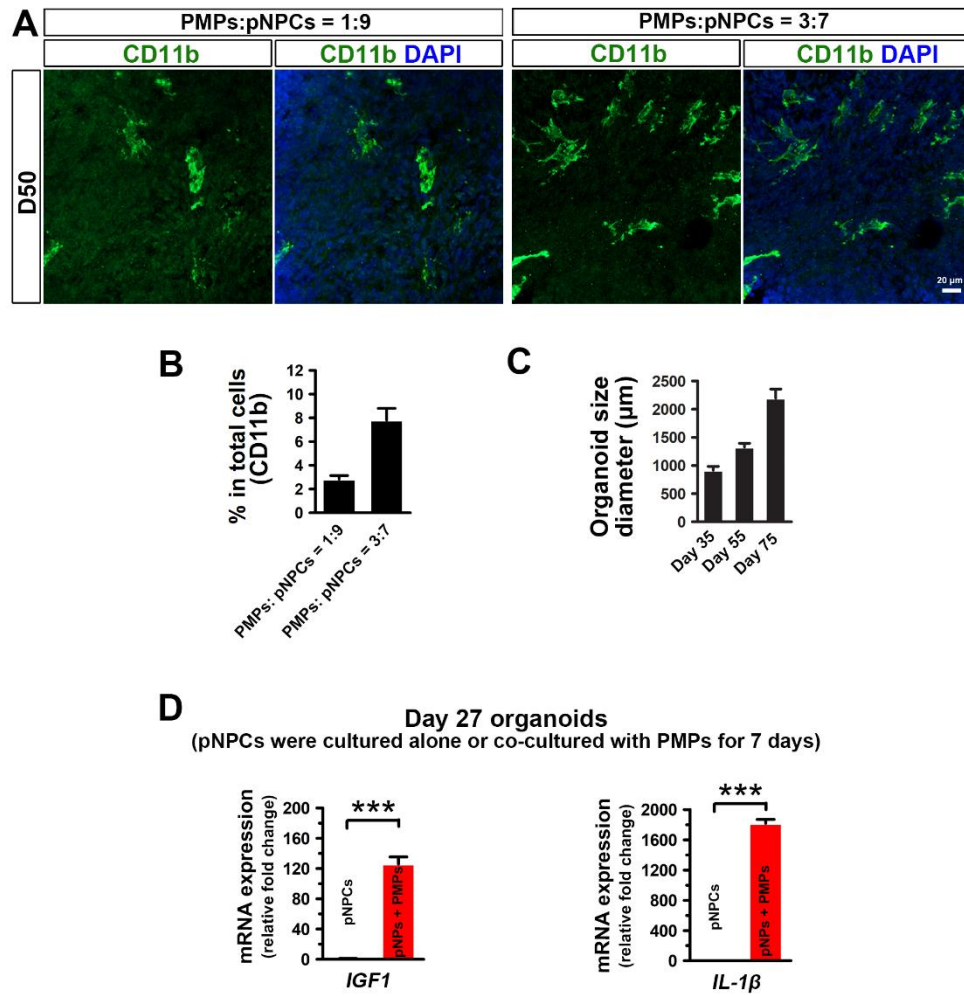 A
PMPs:pNPCs = 1:9
PMPs:pNPCs = 3:7
CD11b
CD11b DAPI
CD11b
CD11b DAPI
D50
20 µm
B
% in total cells
(CD11b)
12
10
8
6
4
2
0
PMPs: pNPCs = 1:9
PMPs: pNPCs = 3:7
C
Organoid size
diameter (µm)
2500
2000
1500
1000
500
0
Day 35
Day 55
Day 75
D
Day 27 organoids
(pNPCs were cultured alone or co-cultured with PMPs for 7 days)
mRNA expression
(relative fold change)
200
160
120
80
40
0
***
pNPCs
pNPs + PMPs
IGF1
mRNA expression
(relative fold change)
2000
1600
1200
800
400
0
***
pNPCs
pNPs + PMPs
IL-1β